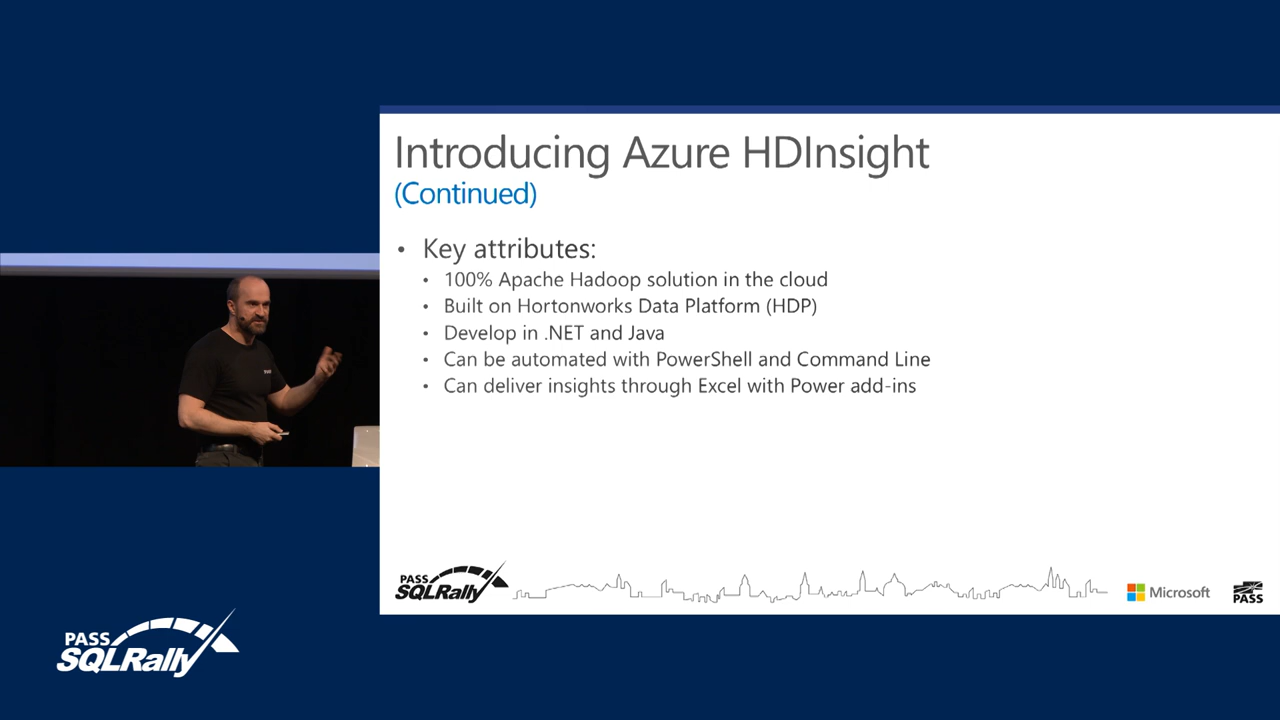 Introducing Azure HDInsight
(Continued)
• Key attributes:
• 100% Apache Hadoop solution in the cloud
• Built on Hortonworks Data Platform (HDP)
• Develop in .NET and Java
• Can be automated with PowerShell and Command Line
• Can deliver insights through Excel with Power add-ins
PASS
SQLRally
Microsoft
PASS
PASS
SQLRally